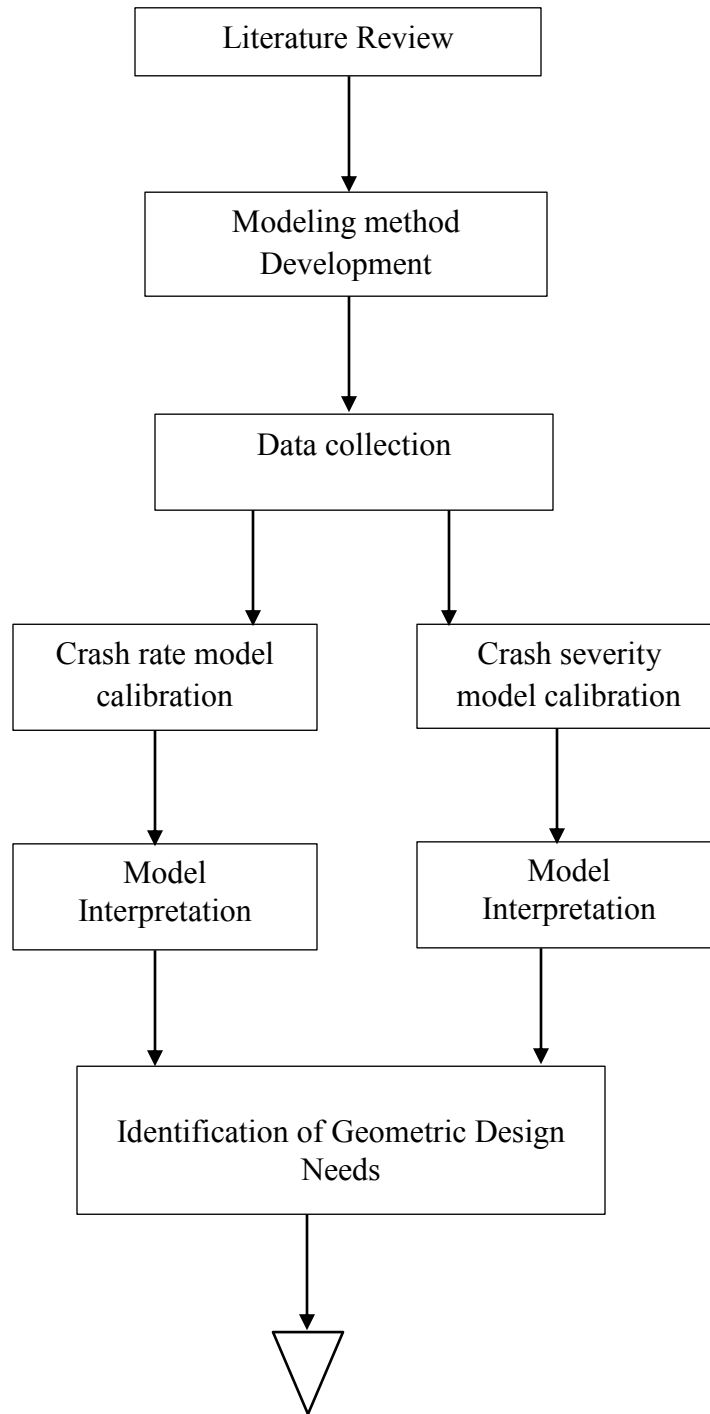 Literature Review
Modeling method
Development
Data collection
Crash rate model
calibration
Crash severity
model calibration
Model
Interpretation
Model
Interpretation
Identification of Geometric Design
Needs